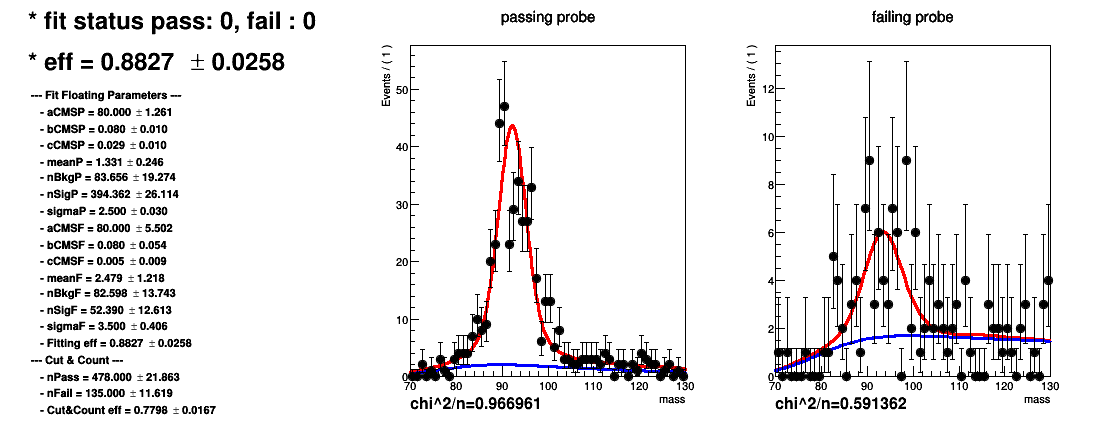 * fit status pass: 0, fail : 0
* eff = 0.8827 ± 0.0258
--- Fit Floating Parameters ---
- aCMSP = 80.000 ± 1.261
- bCMSP = 0.080 ± 0.010
- cCMSP = 0.029 ± 0.010
- meanP = 1.331 ± 0.246
- nBkgP = 83.656 ± 19.274
- nSigP = 394.362 ± 26.114
- sigmaP = 2.500 ± 0.030
- aCMSF = 80.000 ± 5.502
- bCMSF = 0.080 ± 0.054
- cCMSF = 0.005 ± 0.009
- meanF = 2.479 ± 1.218
- nBkgF = 82.598 ± 13.743
- nSigF = 52.390 ± 12.613
- sigmaF = 3.500 ± 0.406
- Fitting eff = 0.8827 ± 0.0258
--- Cut & Count ---
- nPass = 478.000 ± 21.863
- nFail = 135.000 ± 11.619
- Cut&Count eff = 0.7798 ± 0.0167
passing probe
Events / ( 1 )
50
40
30
20
10
0
70 80 90 100 110 120 130
mass
chi^2/n=0.966961
failing probe
Events / ( 1 )
12
10
8
6
4
2
0
70 80 90 100 110 120 130
mass
chi^2/n=0.591362